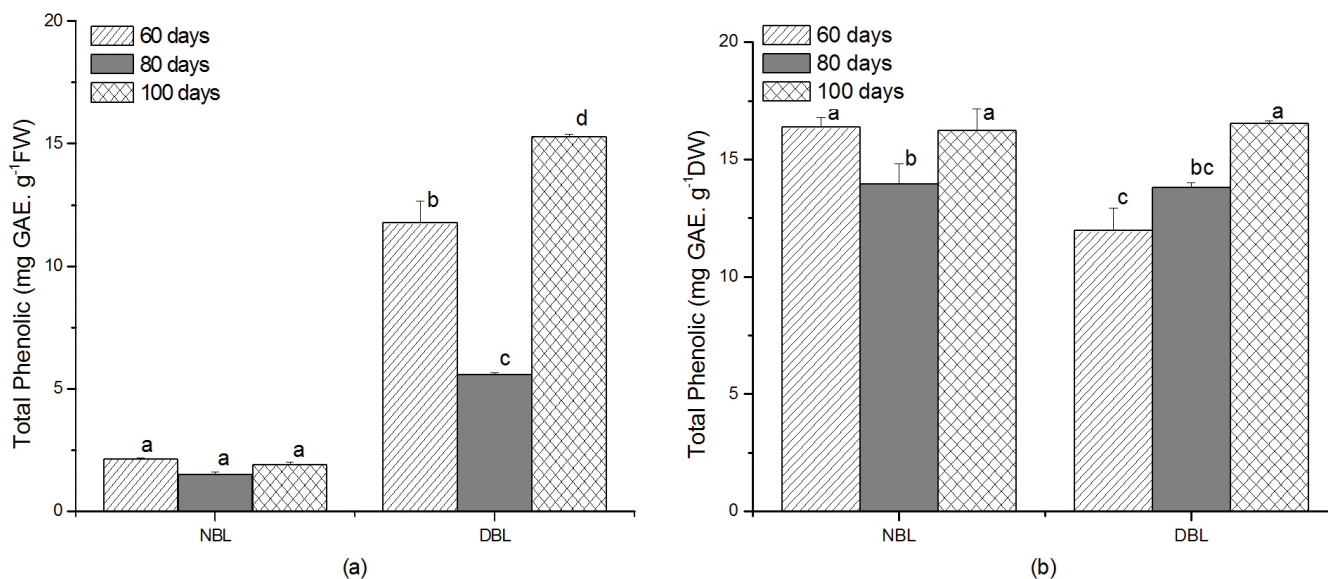 20
15
10
5
0
Total Phenolic (mg GAE. g⁻¹FW)
60 days
80 days
100 days
a
a
a
b
c
d
NBL
DBL
(a)
20
15
10
5
0
Total Phenolic (mg GAE. g⁻¹DW)
60 days
80 days
100 days
a
b
a
c
bc
a
NBL
DBL
(b)